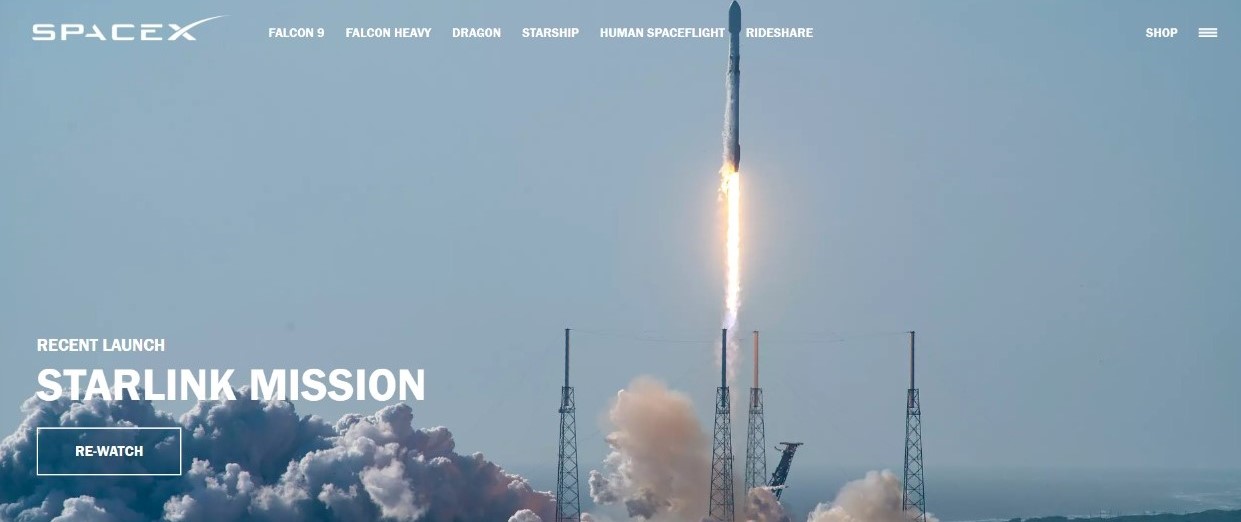 SPACEX FALCON 9 FALCON HEAVY DRAGON STARSHIP HUMAN SPACEFLIGHT RIDESHARE SHOP
RECENT LAUNCH
STARLINK MISSION
RE-WATCH